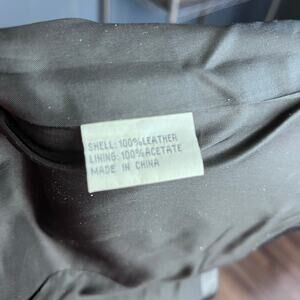 SHELL:100%LEATHER
LINING:100%ACETATE
MADE IN CHINA